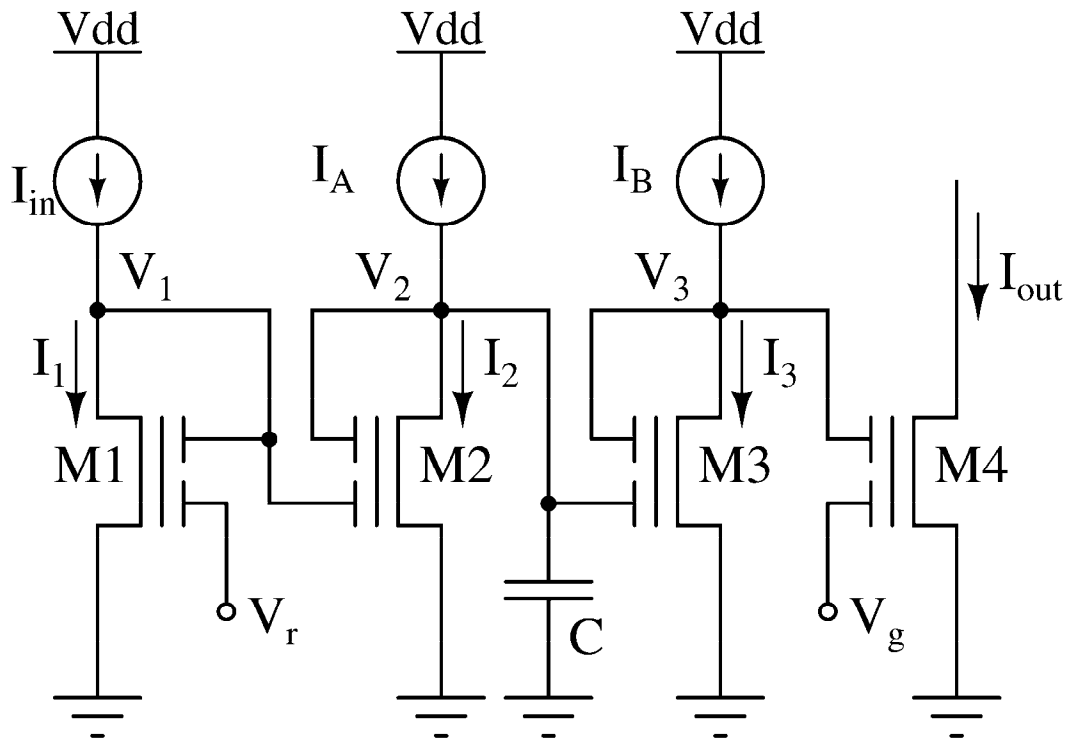 Vdd Vdd Vdd
I_in I_A I_B
V_1 V_2 V_3 I_out
I_1 I_2 I_3
M1 M2 M3 M4
V_r C V_g